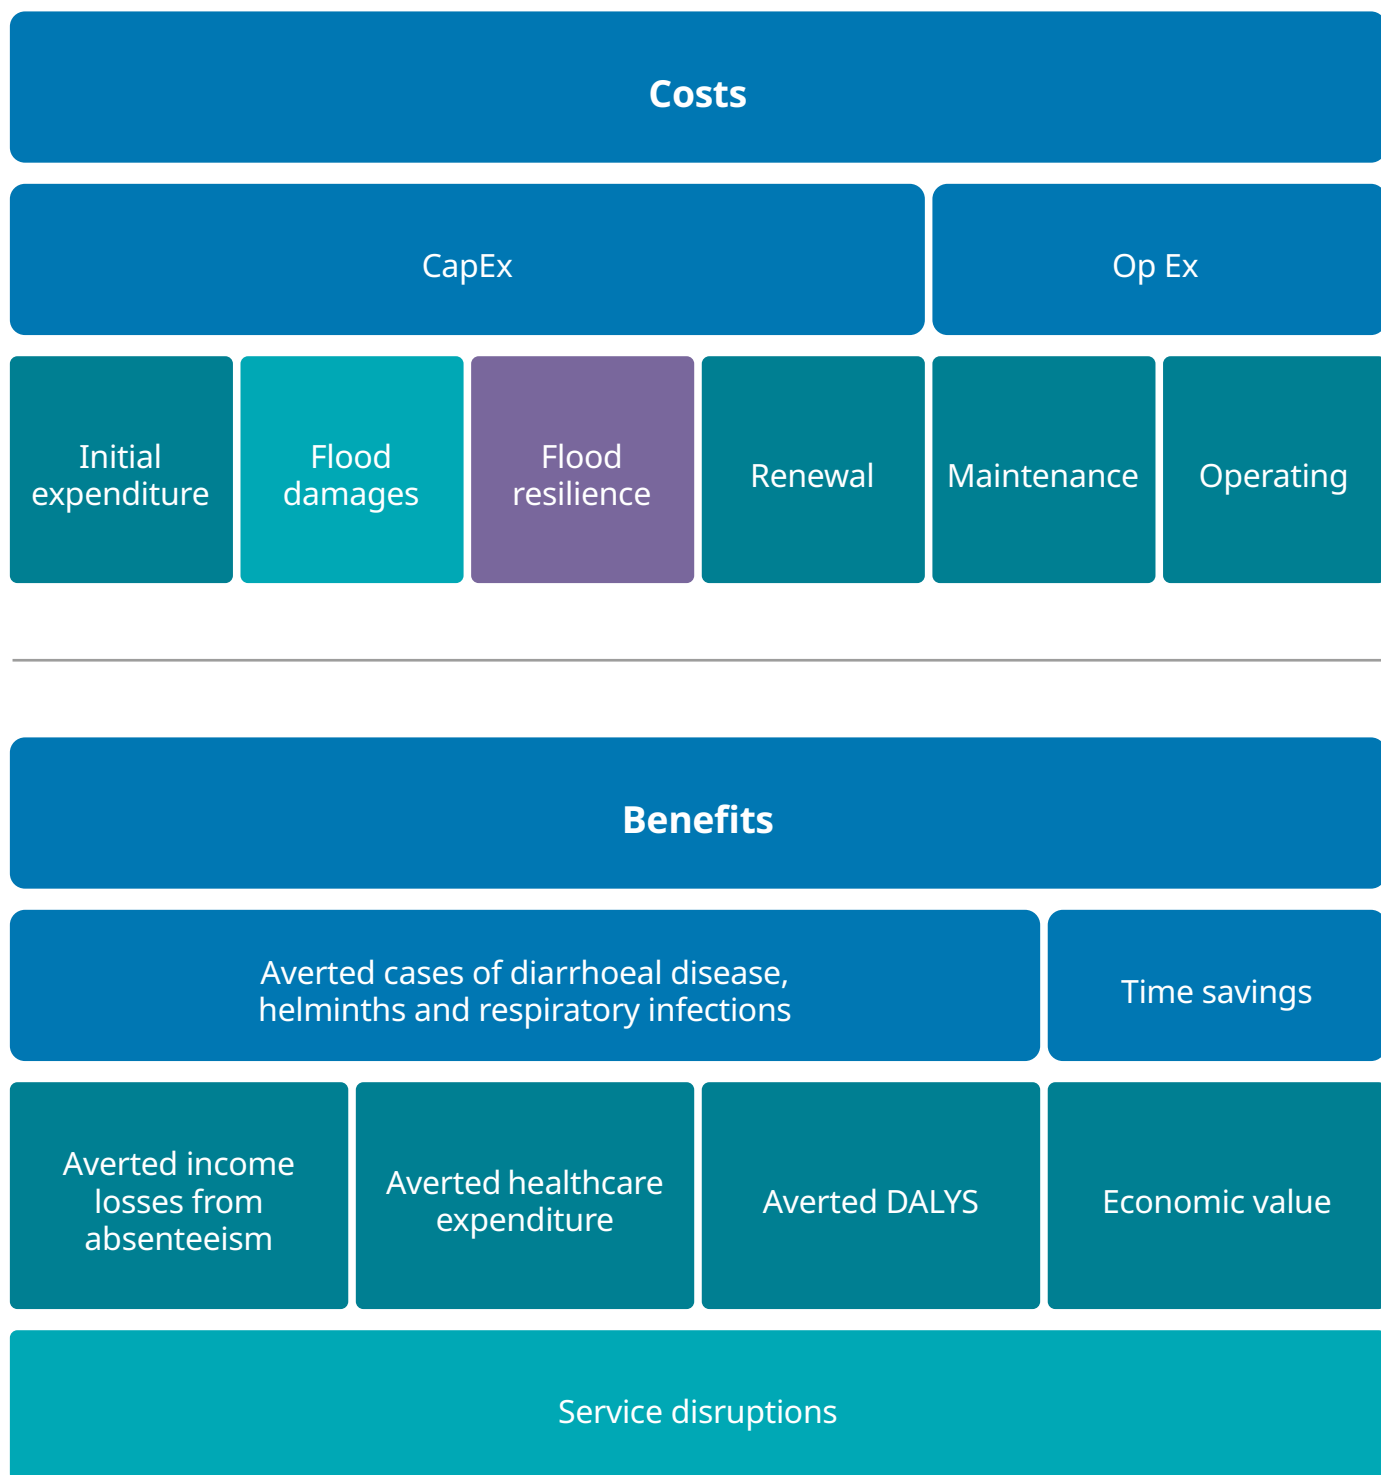 Costs
CapEx
Op Ex
Initial
expenditure
Flood
damages
Flood
resilience
Renewal
Maintenance
Operating
Benefits
Averted cases of diarrhoeal disease,
helminths and respiratory infections
Time savings
Averted income
losses from
absenteeism
Averted healthcare
expenditure
Averted DALYS
Economic value
Service disruptions